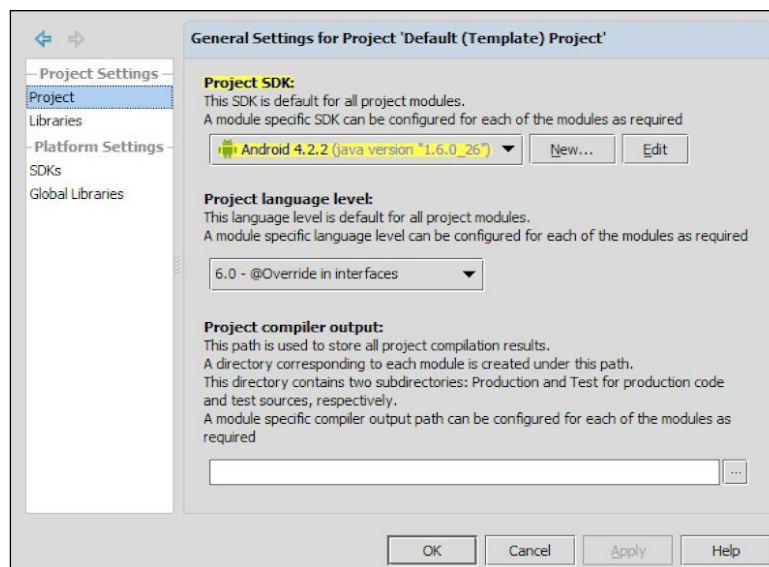 General Settings for Project 'Default (Template) Project'
Project Settings
Project
Libraries
Platform Settings
SDKs
Global Libraries
Project SDK:
This SDK is default for all project modules.
A module specific SDK can be configured for each of the modules as required
Android 4.2.2 (java version "1.6.0_26")
New...
Edit
Project language level:
This language level is default for all project modules.
A module specific language level can be configured for each of the modules as required
6.0 - @Override in interfaces
Project compiler output:
This path is used to store all project compilation results.
A directory corresponding to each module is created under this path.
This directory contains two subdirectories: Production and Test for production code
and test sources, respectively.
A module specific compiler output path can be configured for each of the modules as
required
...
OK
Cancel
Apply
Help